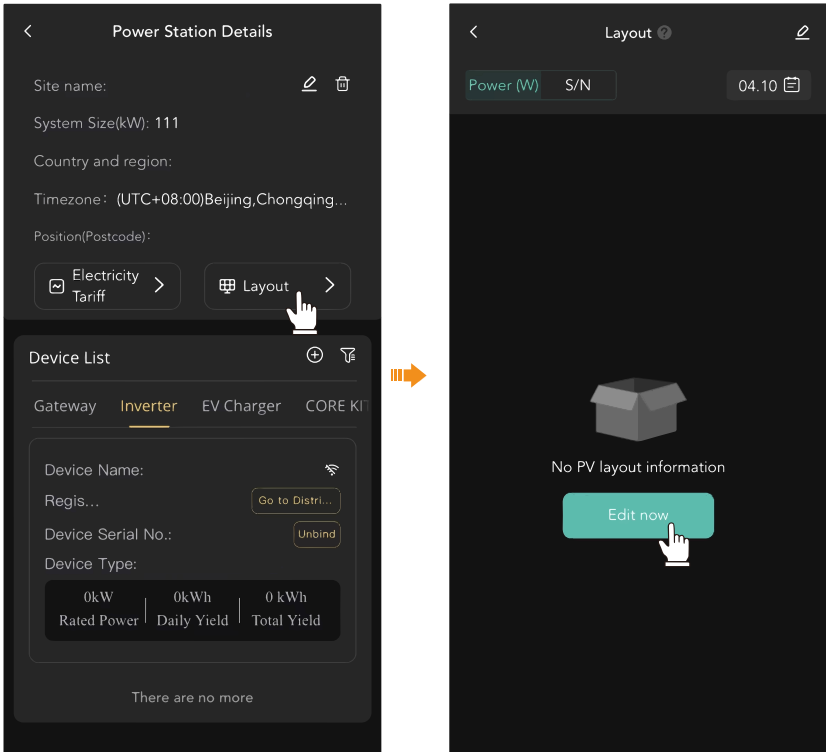 Power Station Details
Site name:
System Size(kW): 111
Country and region:
Timezone: (UTC+08:00)Beijing,Chongqing...
Position(Postcode):
Electricity
Tariff
Layout
Device List
Gateway Inverter EV Charger CORE KIT
Device Name:
Regis... Go to Distri...
Device Serial No.: Unbind
Device Type:
0kW 0kWh 0 kWh
Rated Power Daily Yield Total Yield
There are no more
Layout ?
Power (W) S/N 04.10
No PV layout information
Edit now